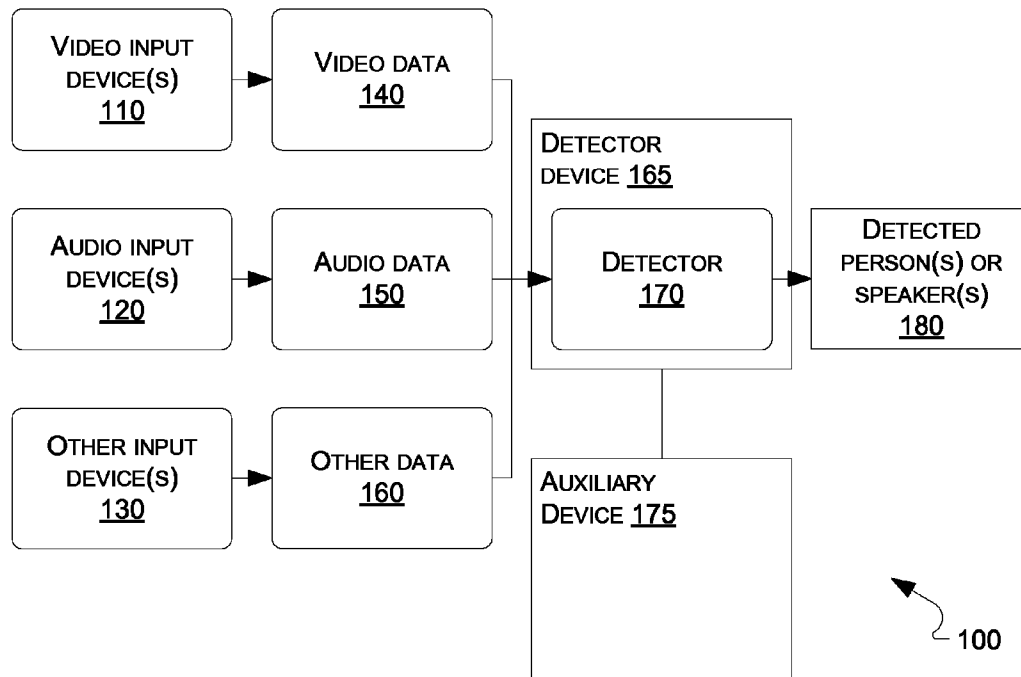 VIDEO INPUT
DEVICE(S)
110
VIDEO DATA
140
AUDIO INPUT
DEVICE(S)
120
AUDIO DATA
150
OTHER INPUT
DEVICE(S)
130
OTHER DATA
160
DETECTOR
DEVICE 165
DETECTOR
170
DETECTED
PERSON(S) OR
SPEAKER(S)
180
AUXILIARY
DEVICE 175
100